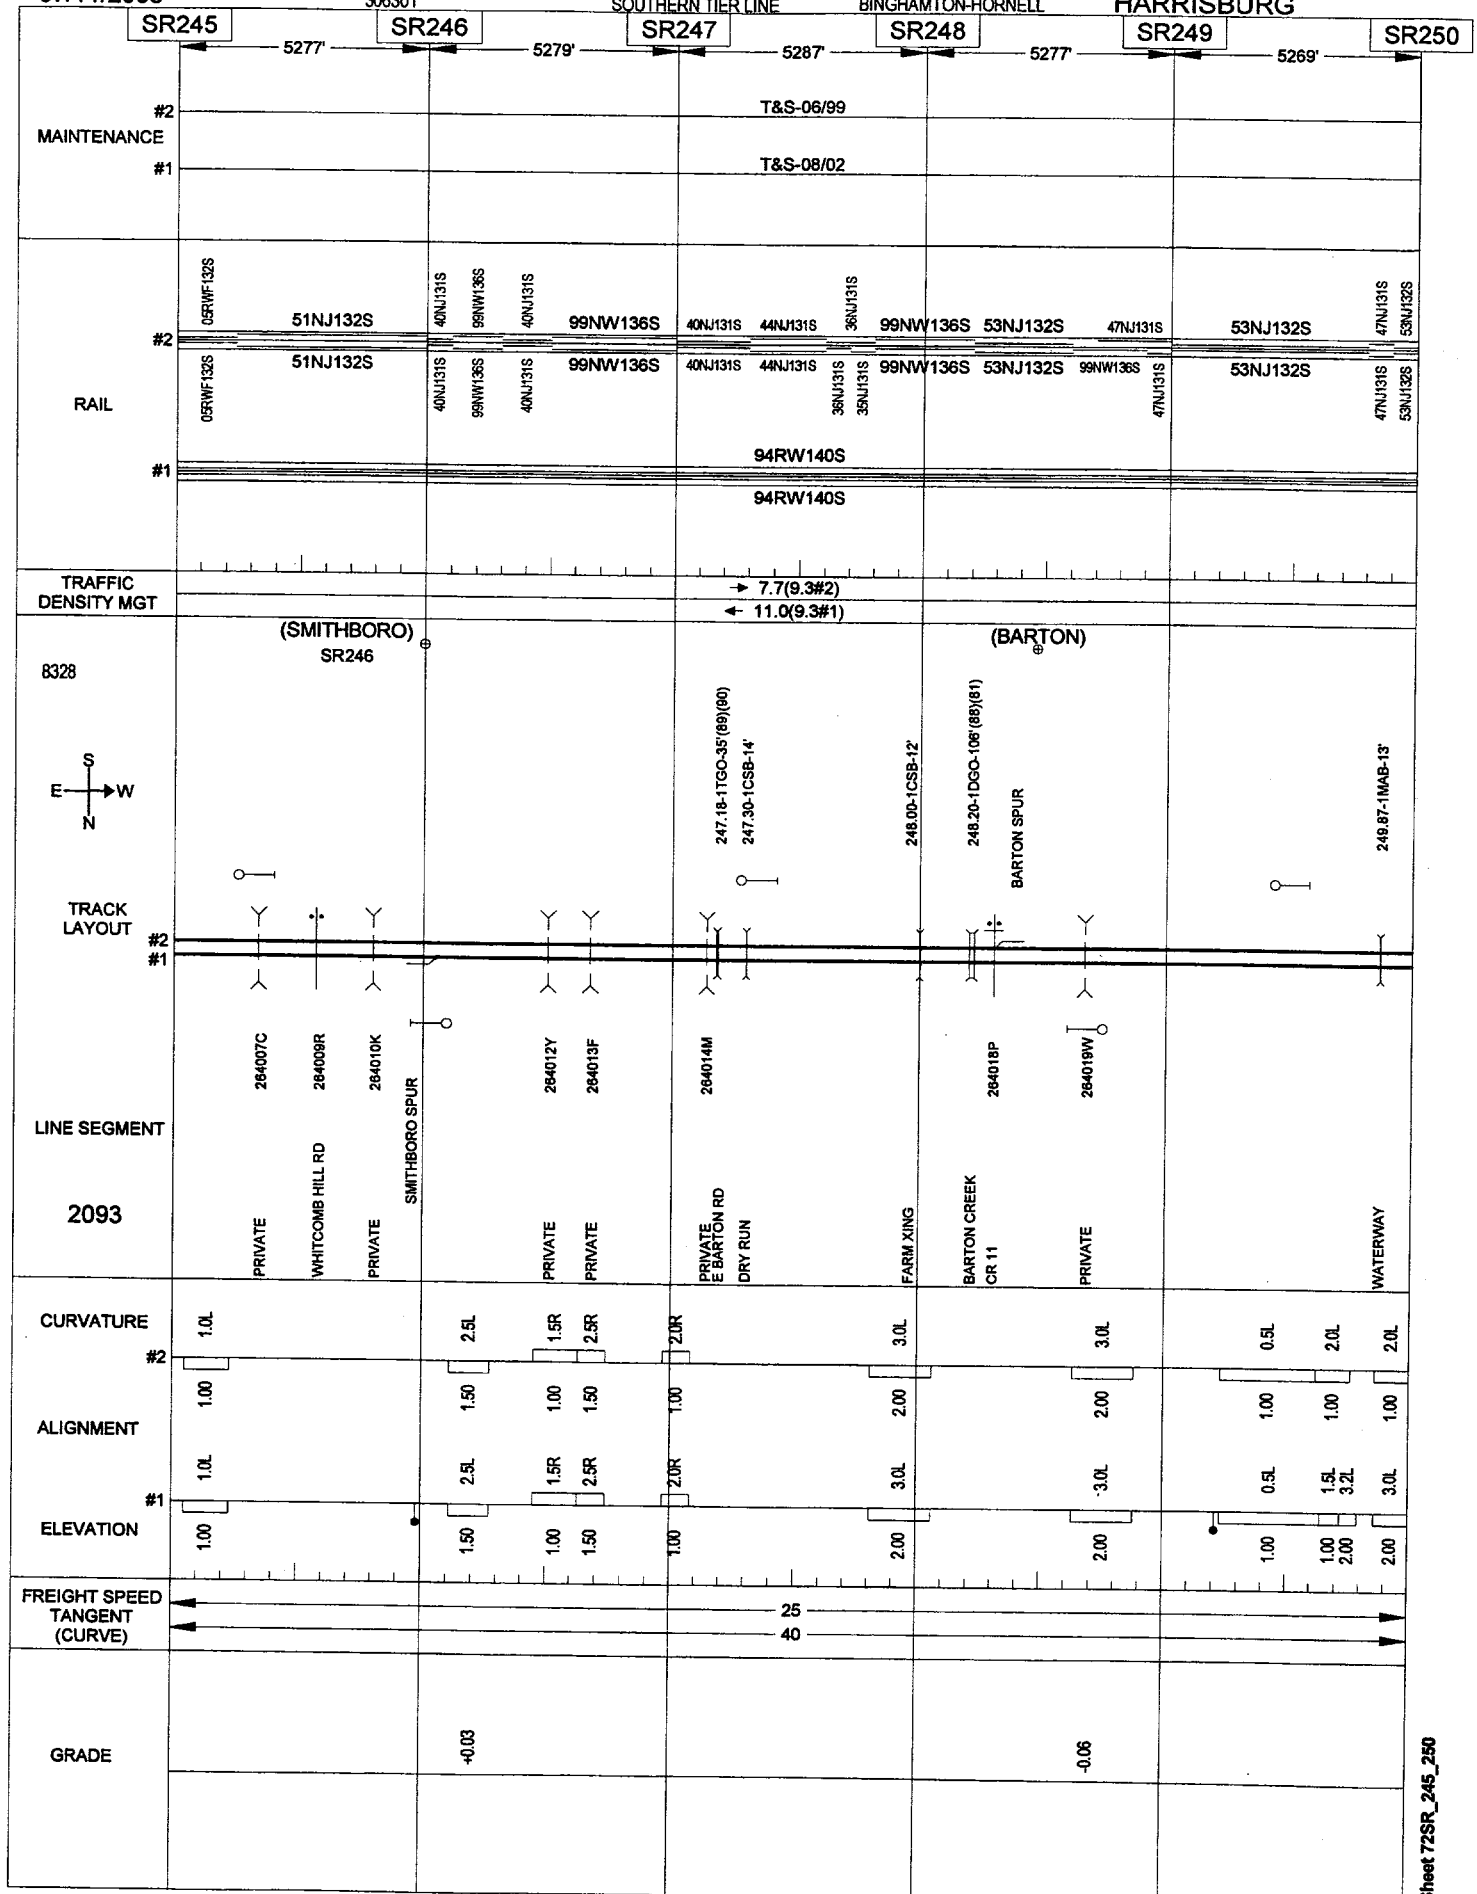 306301 SOUTHERN TIER LINE BINGHAMTON-HORNELL HARRISBURG
SR245 SR246 SR247 SR248 SR249 SR250
5277' 5279' 5287' 5277' 5269'
#2 T&S-06/99
MAINTENANCE
#1 T&S-08/02
05RWF132S 40NJ131S 99NW136S 40NJ131S 36NJ131S 47NJ131S 53NJ132S
51NJ132S 99NW136S 40NJ131S 44NJ131S 99NW136S 53NJ132S 47NJ131S 53NJ132S
#2
51NJ132S 99NW136S 40NJ131S 44NJ131S 99NW136S 53NJ132S 99NW136S 53NJ132S
05RWF132S 40NJ131S 99NW136S 40NJ131S 36NJ131S 35NJ131S 47NJ131S 47NJ131S 53NJ132S
RAIL
94RW140S
#1
94RW140S
TRAFFIC
DENSITY MGT
→ 7.7(9.3#2)
← 11.0(9.3#1)
(SMITHBORO) (BARTON)
SR246
8328
S
E W
N
247.18-1TGO-35'(89)(90)
247.30-1CSB-14'
248.00-1CSB-12'
248.20-1DGO-106'(88)(81)
BARTON SPUR
249.87-1MAB-13'
TRACK
LAYOUT
#2
#1
264007C 264009R 264010K 264012Y 264013F 264014M 264018P 264019W
LINE SEGMENT
2093
PRIVATE
WHITCOMB HILL RD
PRIVATE
SMITHBORO SPUR
PRIVATE
PRIVATE
PRIVATE
E BARTON RD
DRY RUN
FARM XING
BARTON CREEK
CR 11
PRIVATE
WATERWAY
CURVATURE
1.0L 2.5L 1.5R 2.5R 2.0R 3.0L 3.0L 0.5L 2.0L 2.0L
#2
1.00 1.50 1.00 1.50 1.00 2.00 2.00 1.00 1.00 1.00
ALIGNMENT
1.0L 2.5L 1.5R 2.5R 2.0R 3.0L 3.0L 0.5L 1.5L 3.2L 3.0L
#1
ELEVATION
1.00 1.50 1.00 1.50 1.00 2.00 2.00 1.00 1.00 2.00 2.00
FREIGHT SPEED
TANGENT
(CURVE)
25
40
GRADE
+0.03 -0.06
Sheet 72SR_245_250